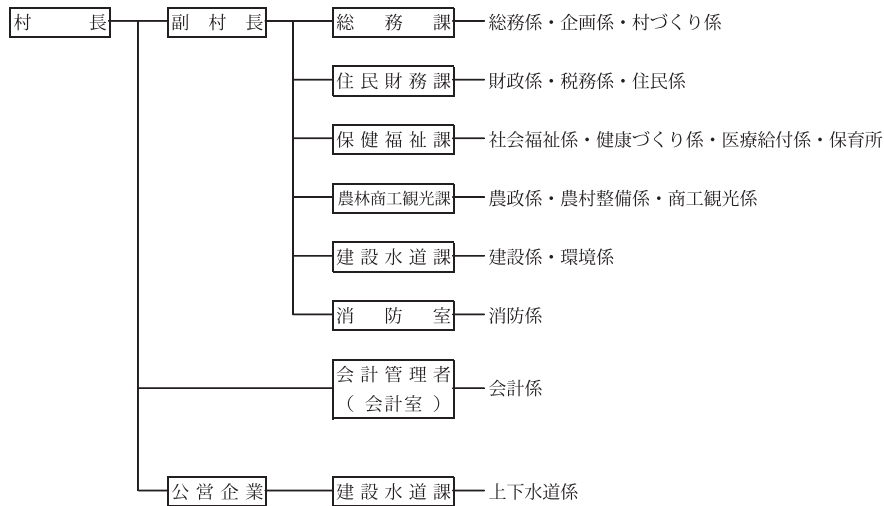 村長 副村長 総務課 総務係・企画係・村づくり係
住民財務課 財政係・税務係・住民係
保健福祉課 社会福祉係・健康づくり係・医療給付係・保育所
農林商工観光課 農政係・農村整備係・商工観光係
建設水道課 建設係・環境係
消防室 消防係
会計管理者
(会計室) 会計係
公営企業 建設水道課 上下水道係